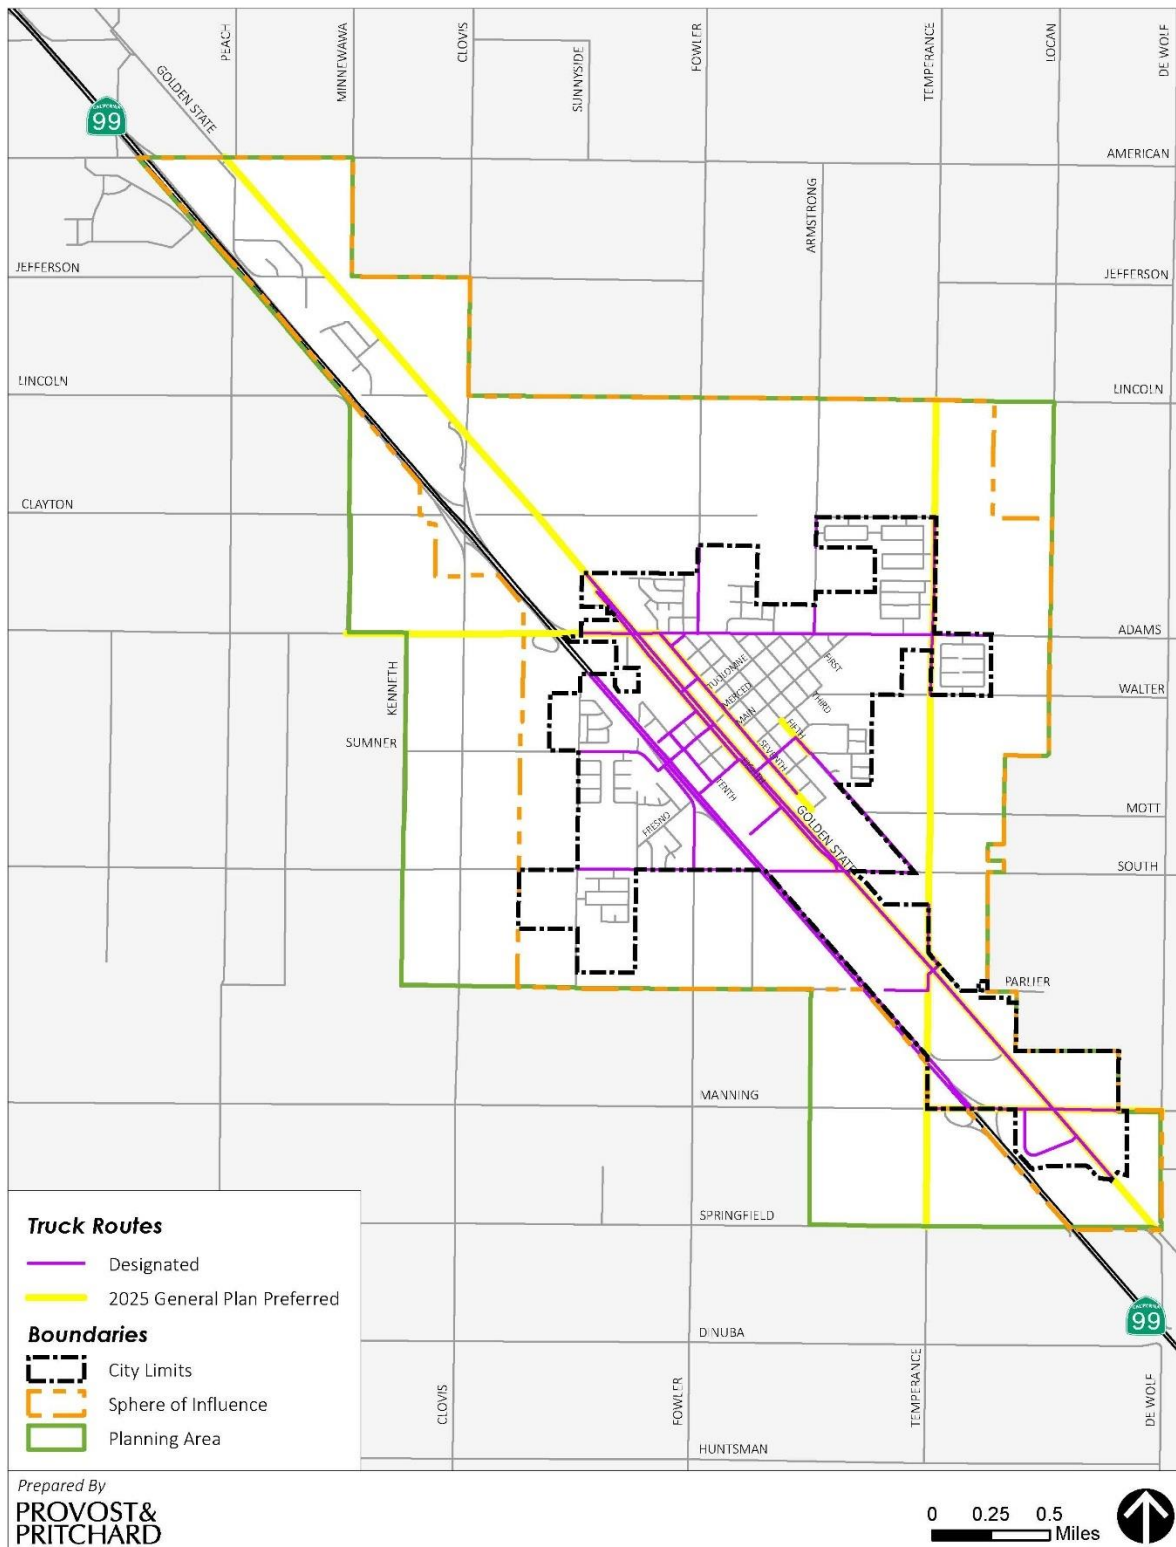 PEACH
MINNEWAWA
CLOVIS
SUNNYSIDE
FOWLER
TEMPERANCE
LOCAN
DE WOLF
GOLDEN STATE
CALIFORNIA
99
AMERICAN
ARMSTRONG
JEFFERSON
JEFFERSON
LINCOLN
LINCOLN
CLAYTON
ADAMS
KENNETH
TUOLUMNE
FIRST
MERCED
WALTER
MAIN
THIRD
FIFTH
SUMNER
SEVENTH
TENTH
GOLDEN STATE
MOTT
FRESNO
SOUTH
PARLIER
MANNING
SPRINGFIELD
Truck Routes
Designated
2025 General Plan Preferred
Boundaries
City Limits
Sphere of Influence
Planning Area
CALIFORNIA
99
DINUBA
CLOVIS
FOWLER
TEMPERANCE
DE WOLF
HUNTSMAN
Prepared By
PROVOST&
PRITCHARD
0 0.25 0.5
Miles